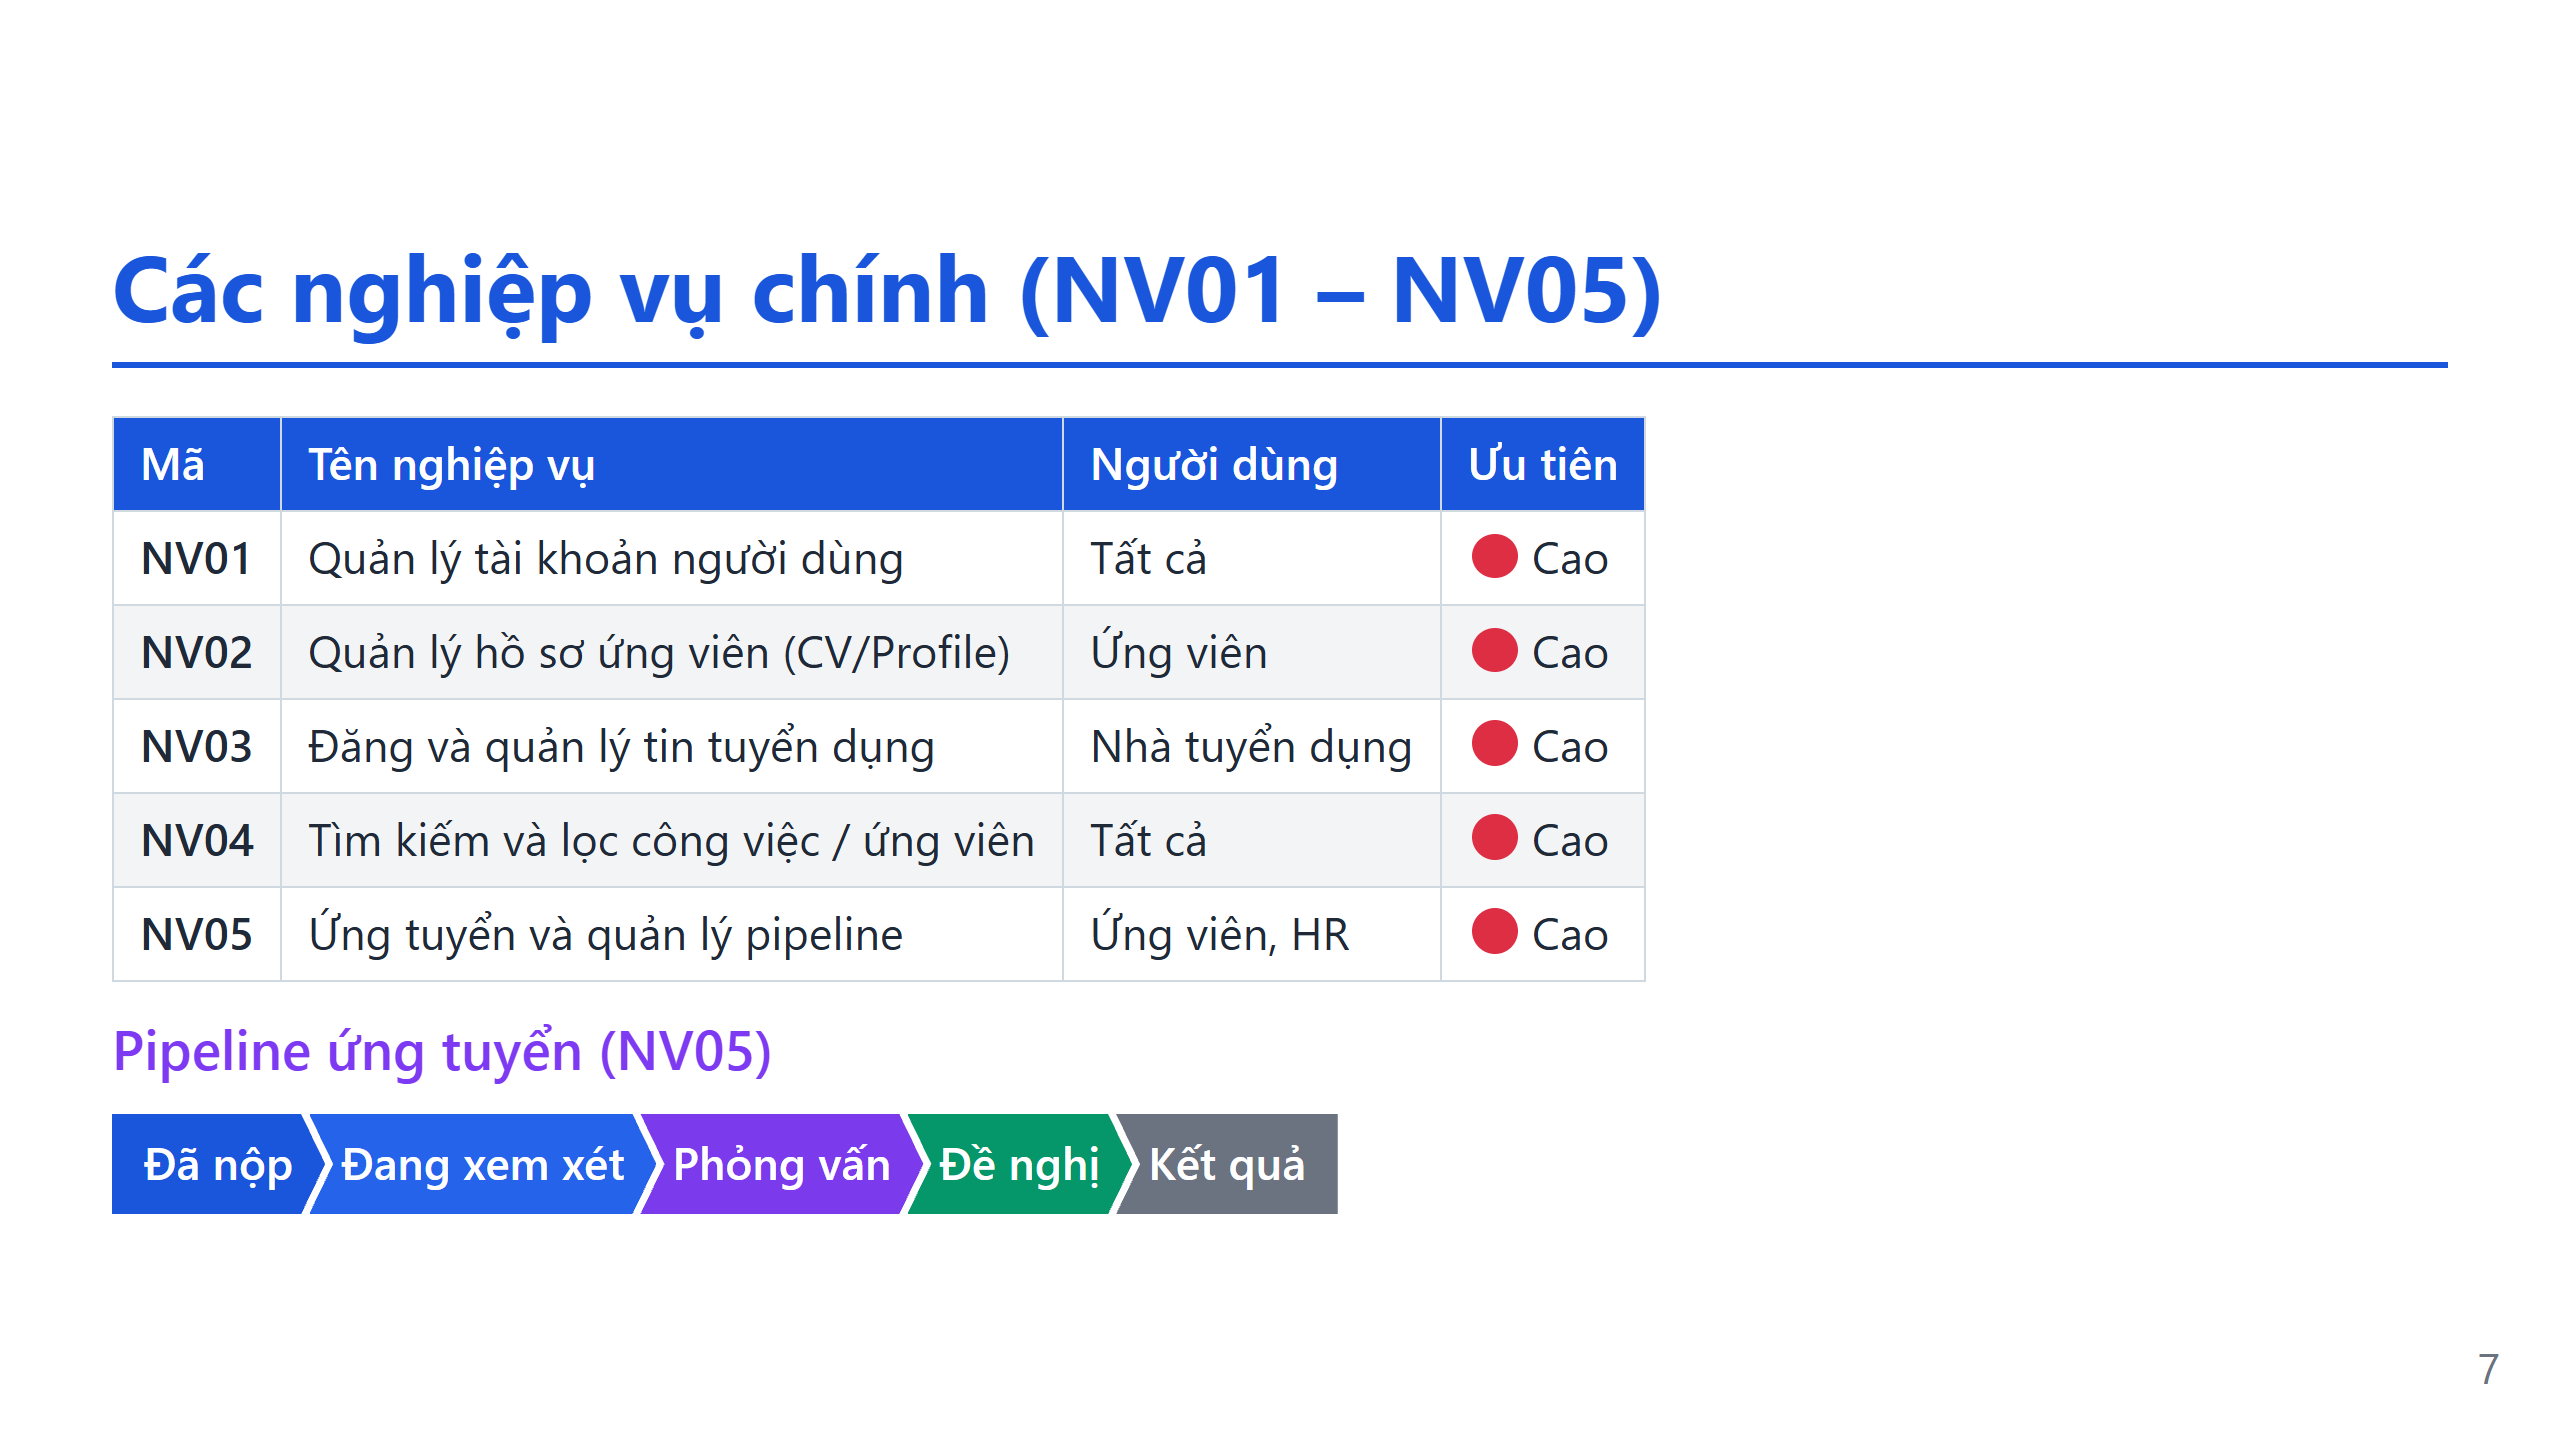 Các nghiệp vụ chính (NV01 – NV05)
Mã Tên nghiệp vụ Người dùng Ưu tiên
NV01 Quản lý tài khoản người dùng Tất cả Cao
NV02 Quản lý hồ sơ ứng viên (CV/Profile) Ứng viên Cao
NV03 Đăng và quản lý tin tuyển dụng Nhà tuyển dụng Cao
NV04 Tìm kiếm và lọc công việc / ứng viên Tất cả Cao
NV05 Ứng tuyển và quản lý pipeline Ứng viên, HR Cao
Pipeline ứng tuyển (NV05)
Đã nộp Đang xem xét Phỏng vấn Đề nghị Kết quả
7